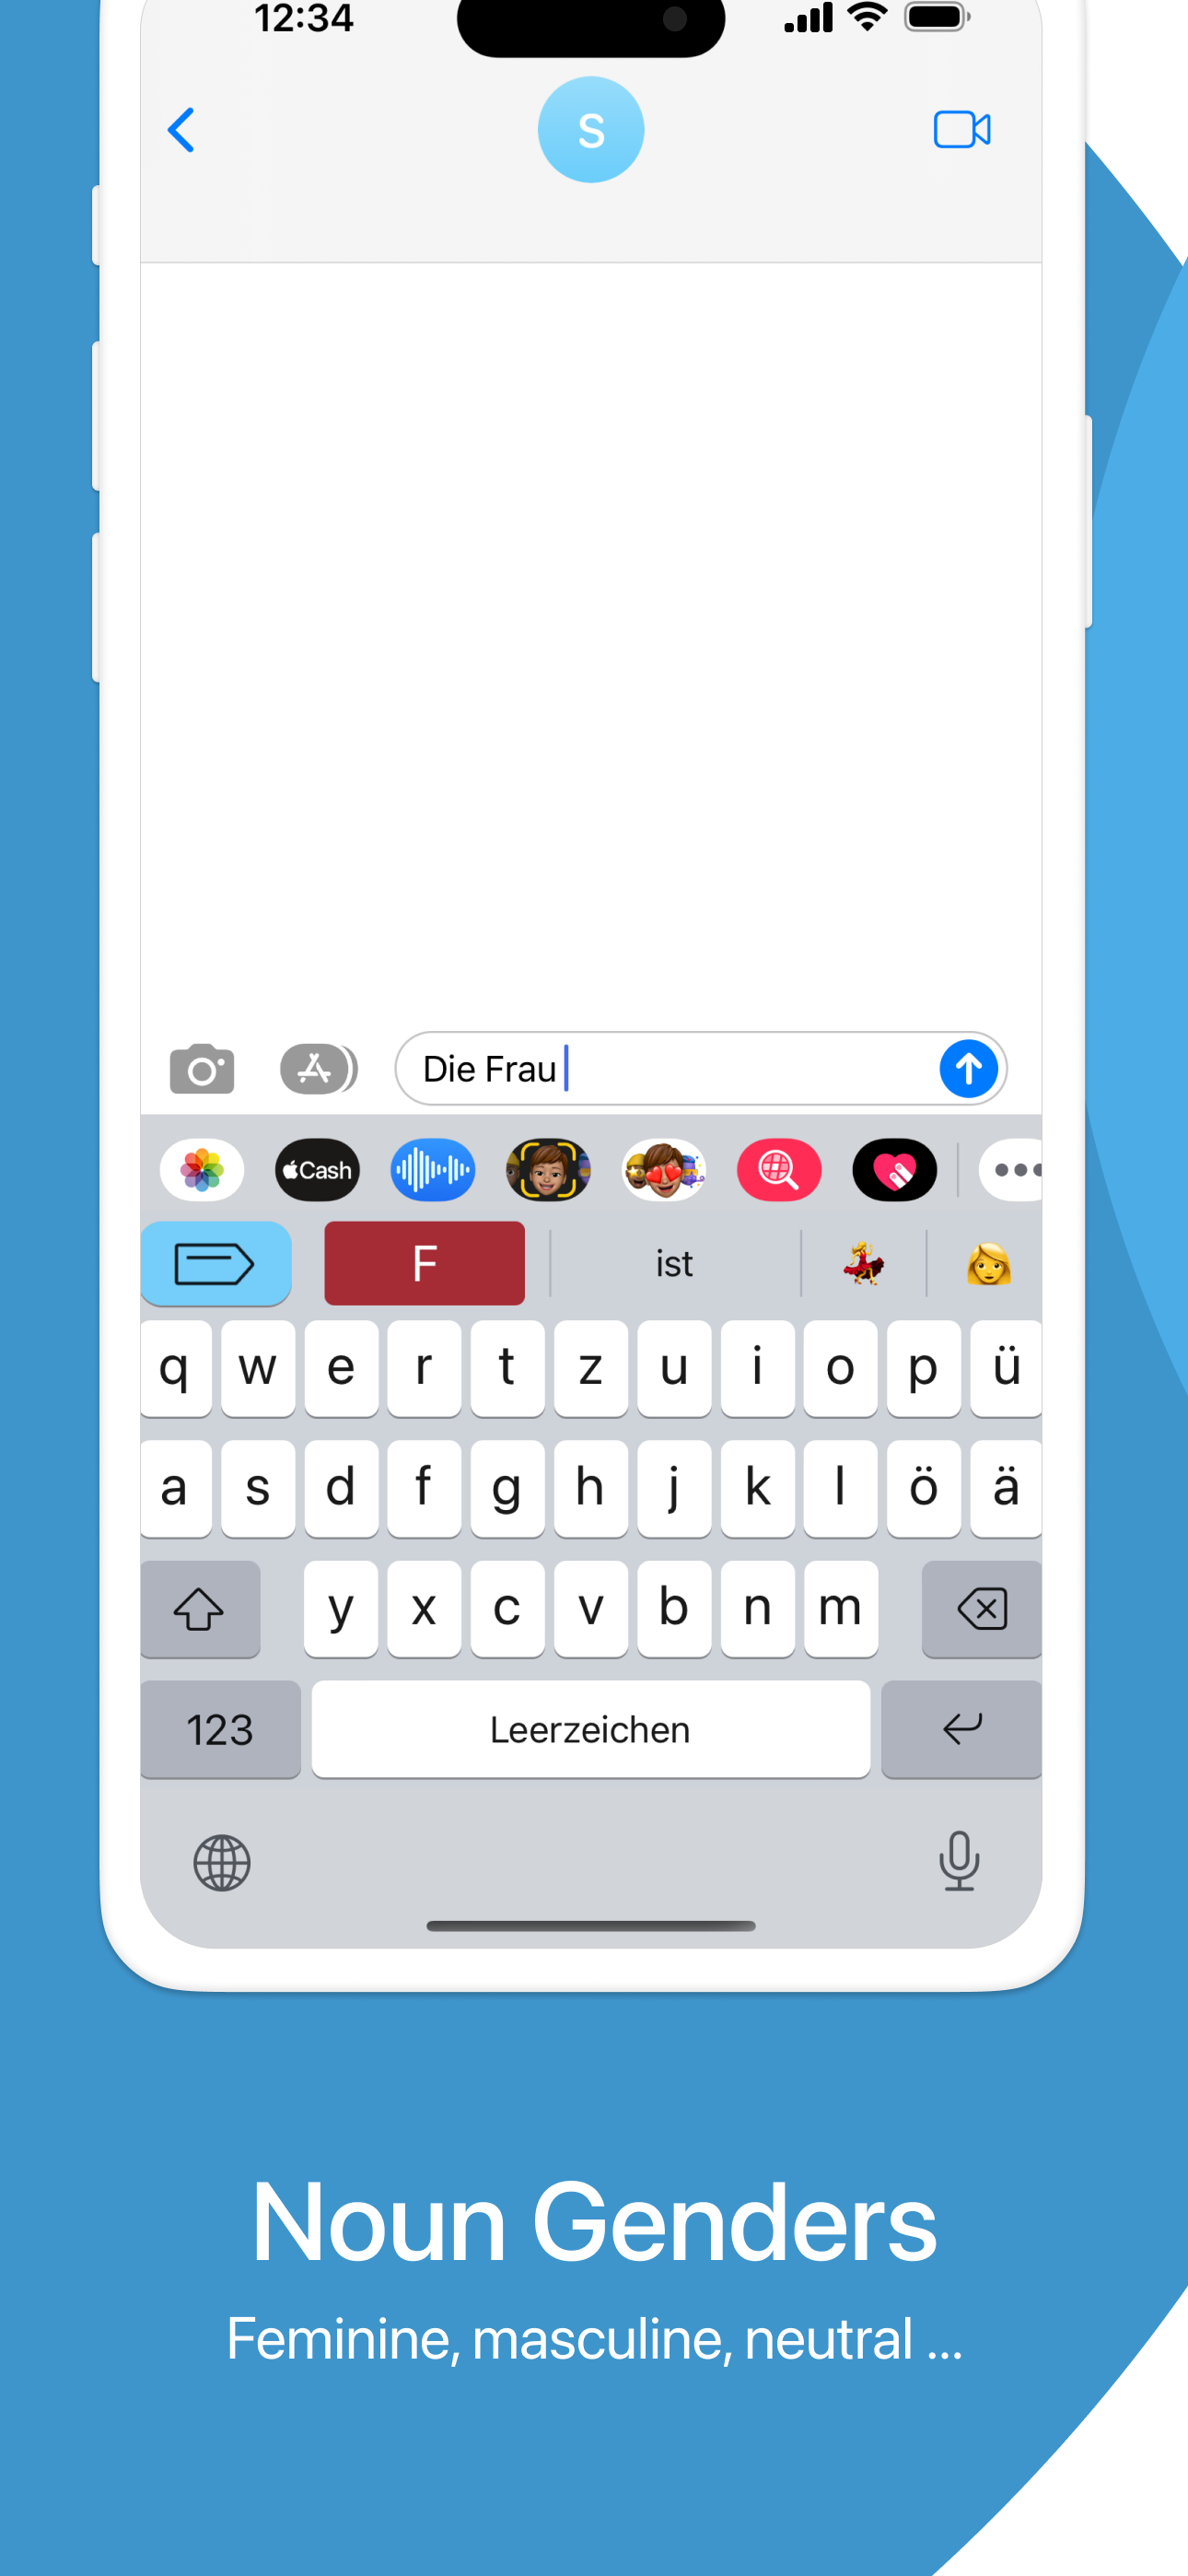 12:34
S
Die Frau
Cash
F
ist
q w e r t z u i o p ü
a s d f g h j k l ö ä
y x c v b n m
123
Leerzeichen
Noun Genders
Feminine, masculine, neutral ...